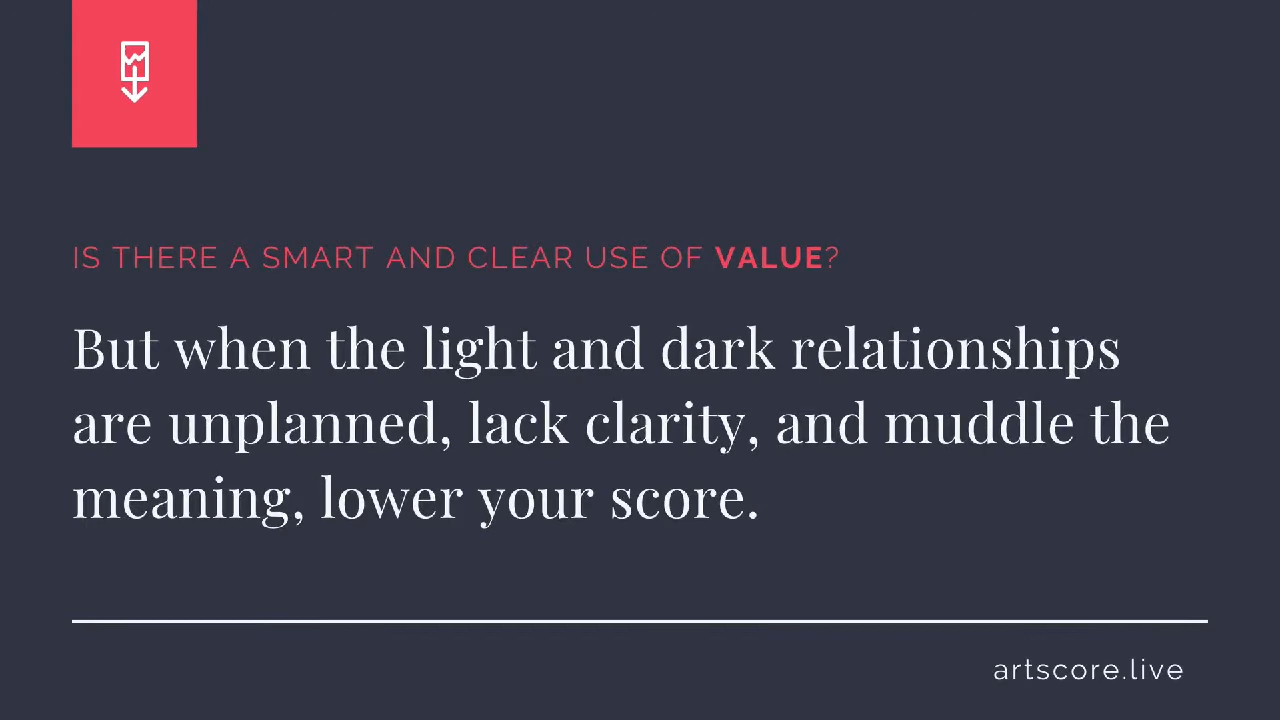 IS THERE A SMART AND CLEAR USE OF VALUE?
But when the light and dark relationships
are unplanned, lack clarity, and muddle the
meaning, lower your score.
artscore.live